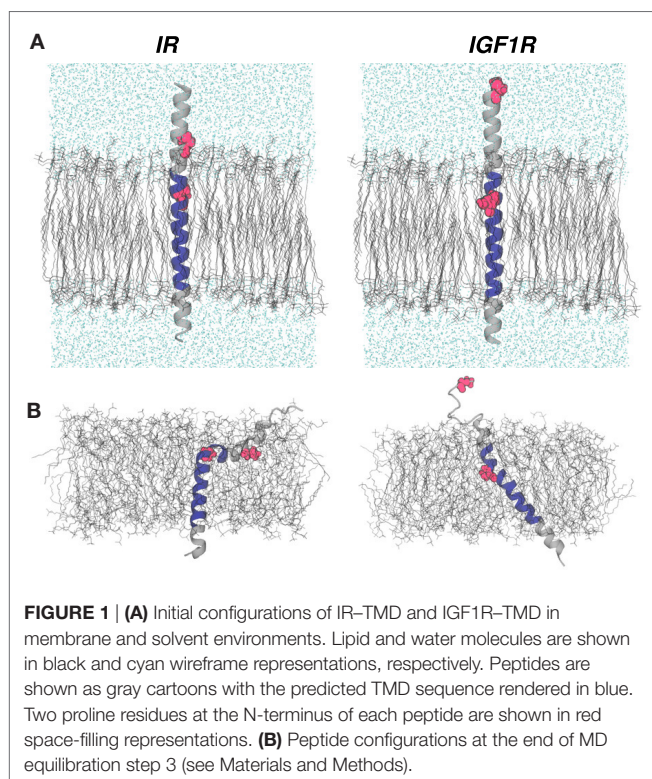 A
IR
IGF1R
B
FIGURE 1 | (A) Initial configurations of IR–TMD and IGF1R–TMD in
membrane and solvent environments. Lipid and water molecules are shown
in black and cyan wireframe representations, respectively. Peptides are
shown as gray cartoons with the predicted TMD sequence rendered in blue.
Two proline residues at the N-terminus of each peptide are shown in red
space-filling representations. (B) Peptide configurations at the end of MD
equilibration step 3 (see Materials and Methods).